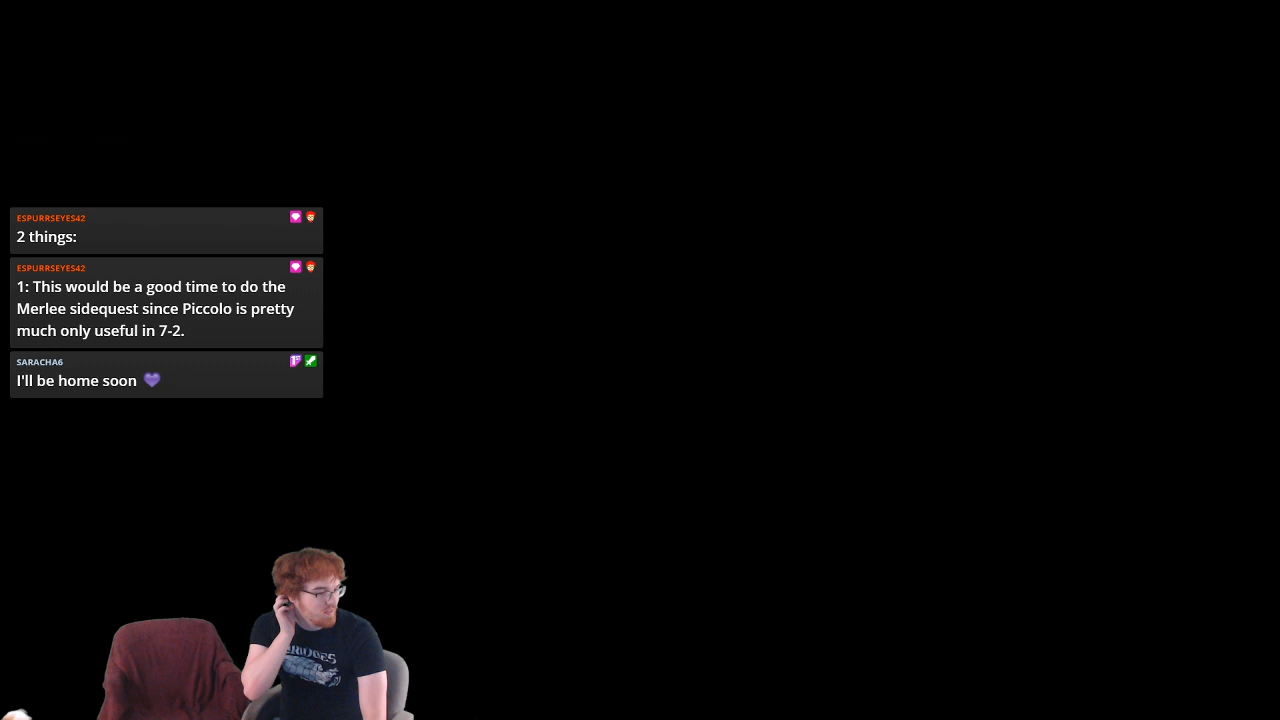 ESPURRSEYES42
2 things:
ESPURRSEYES42
1: This would be a good time to do the
Merlee sidequest since Piccolo is pretty
much only useful in 7-2.
SARACHA6
I'll be home soon 💜